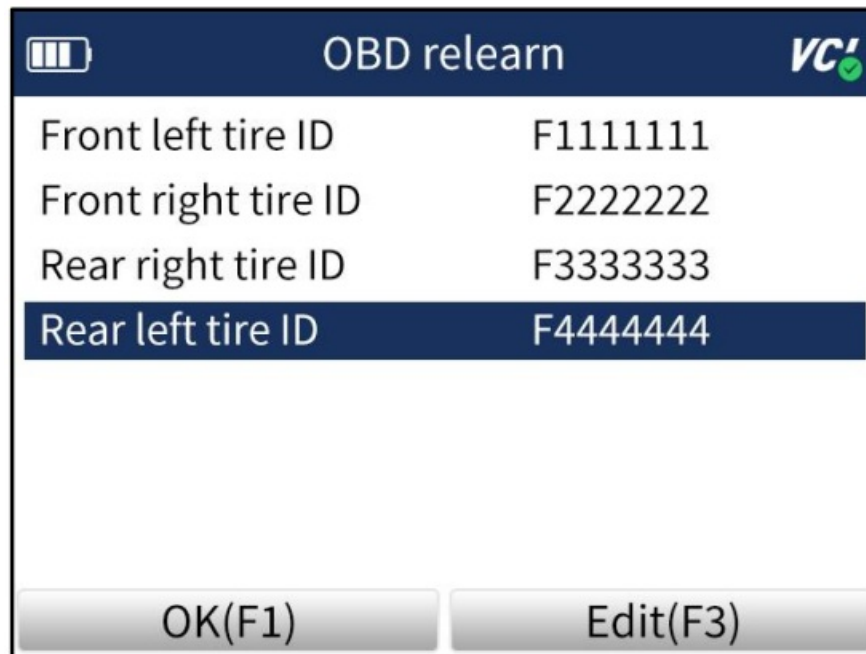 OBD relearn VCI
Front left tire ID F1111111
Front right tire ID F2222222
Rear right tire ID F3333333
Rear left tire ID F4444444
OK(F1) Edit(F3)